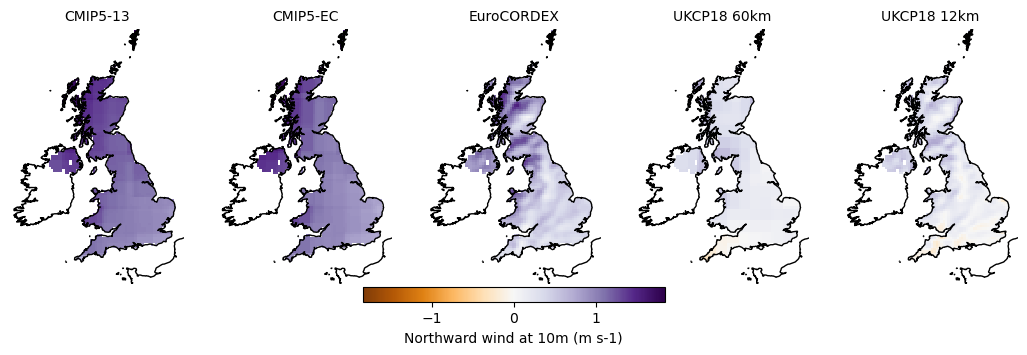 CMIP5-13
CMIP5-EC
EuroCORDEX
UKCP18 60km
UKCP18 12km
−1
0
1
Northward wind at 10m (m s-1)